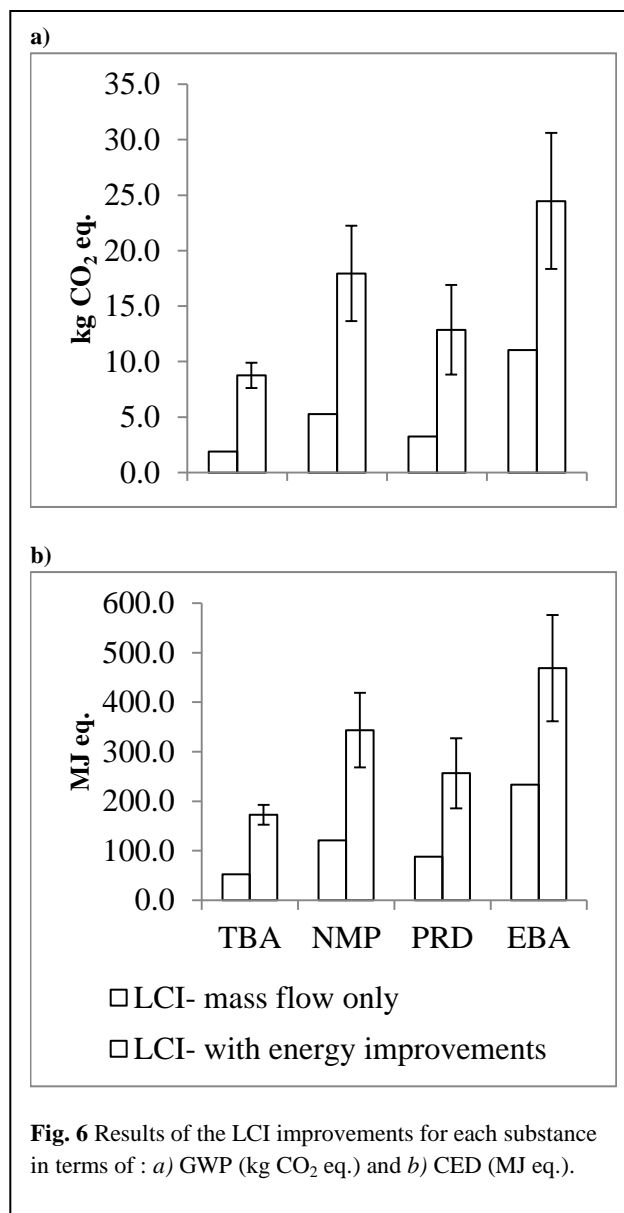 a)
35.0
30.0
25.0
20.0
15.0
10.0
5.0
0.0
kg CO₂ eq.
b)
600.0
500.0
400.0
300.0
200.0
100.0
0.0
MJ eq.
TBA NMP PRD EBA
LCI- mass flow only
LCI- with energy improvements
Fig. 6 Results of the LCI improvements for each substance
in terms of : a) GWP (kg CO₂ eq.) and b) CED (MJ eq.).